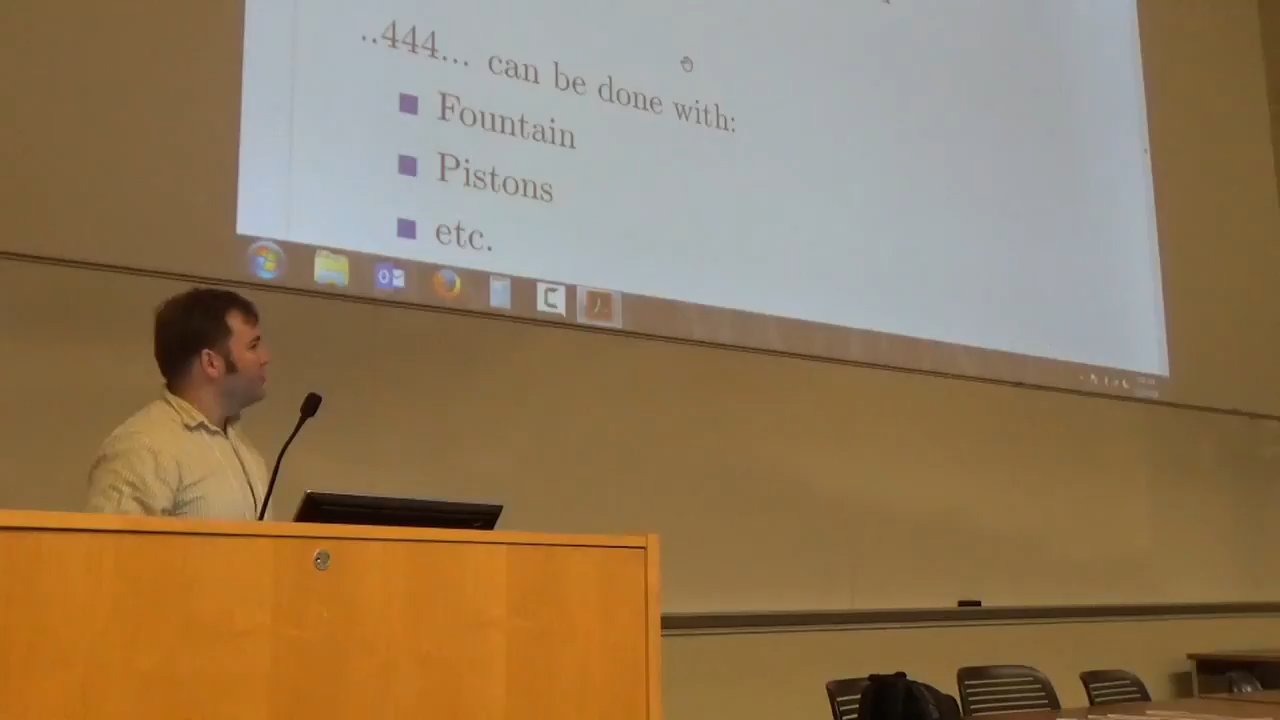 ..444... can be done with:
Fountain
Pistons
etc.